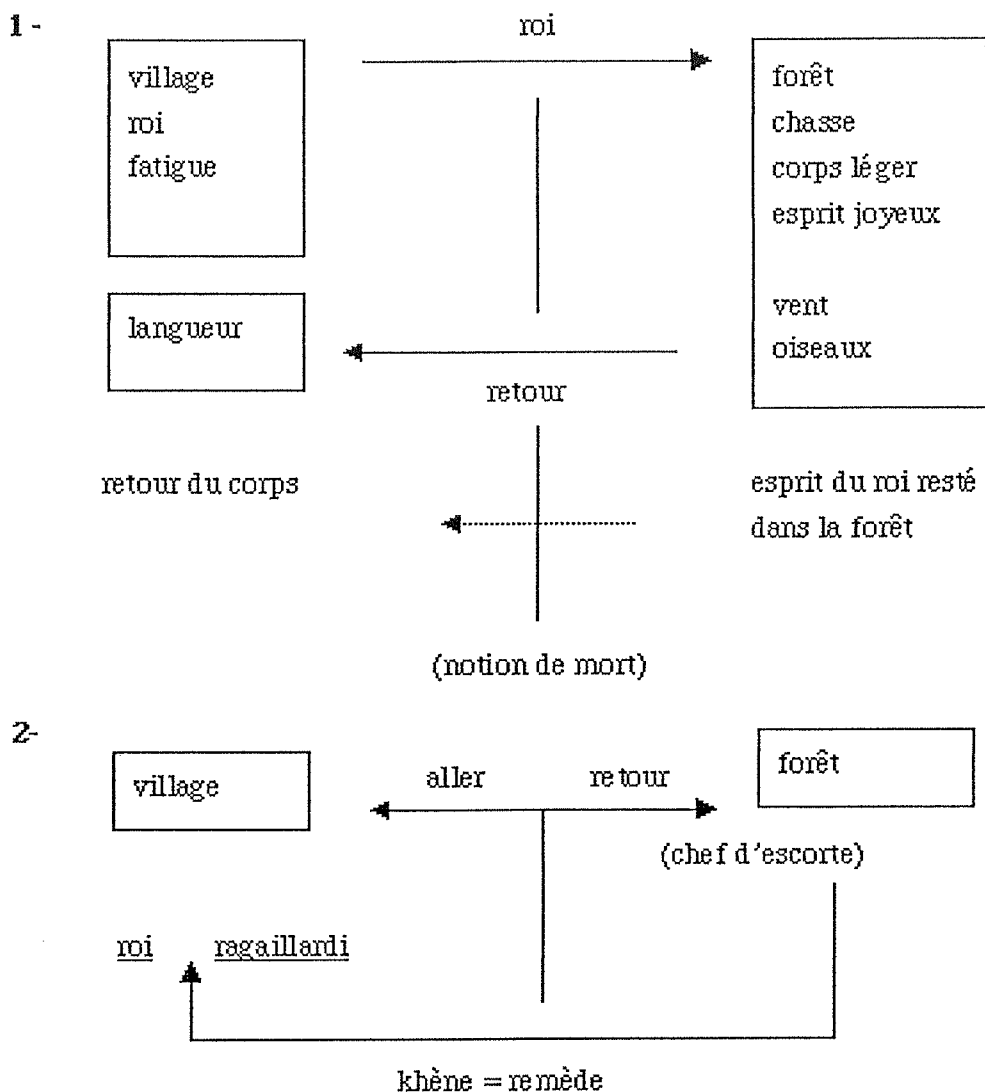 1 -
roi
village
roi
fatigue
forêt
chasse
corps léger
esprit joyeux
vent
oiseaux
langueur
retour
retour du corps
esprit du roi resté
dans la forêt
(notion de mort)
2-
village
aller
retour
forêt
(chef d'escorte)
roi ragaillardi
khène = remède